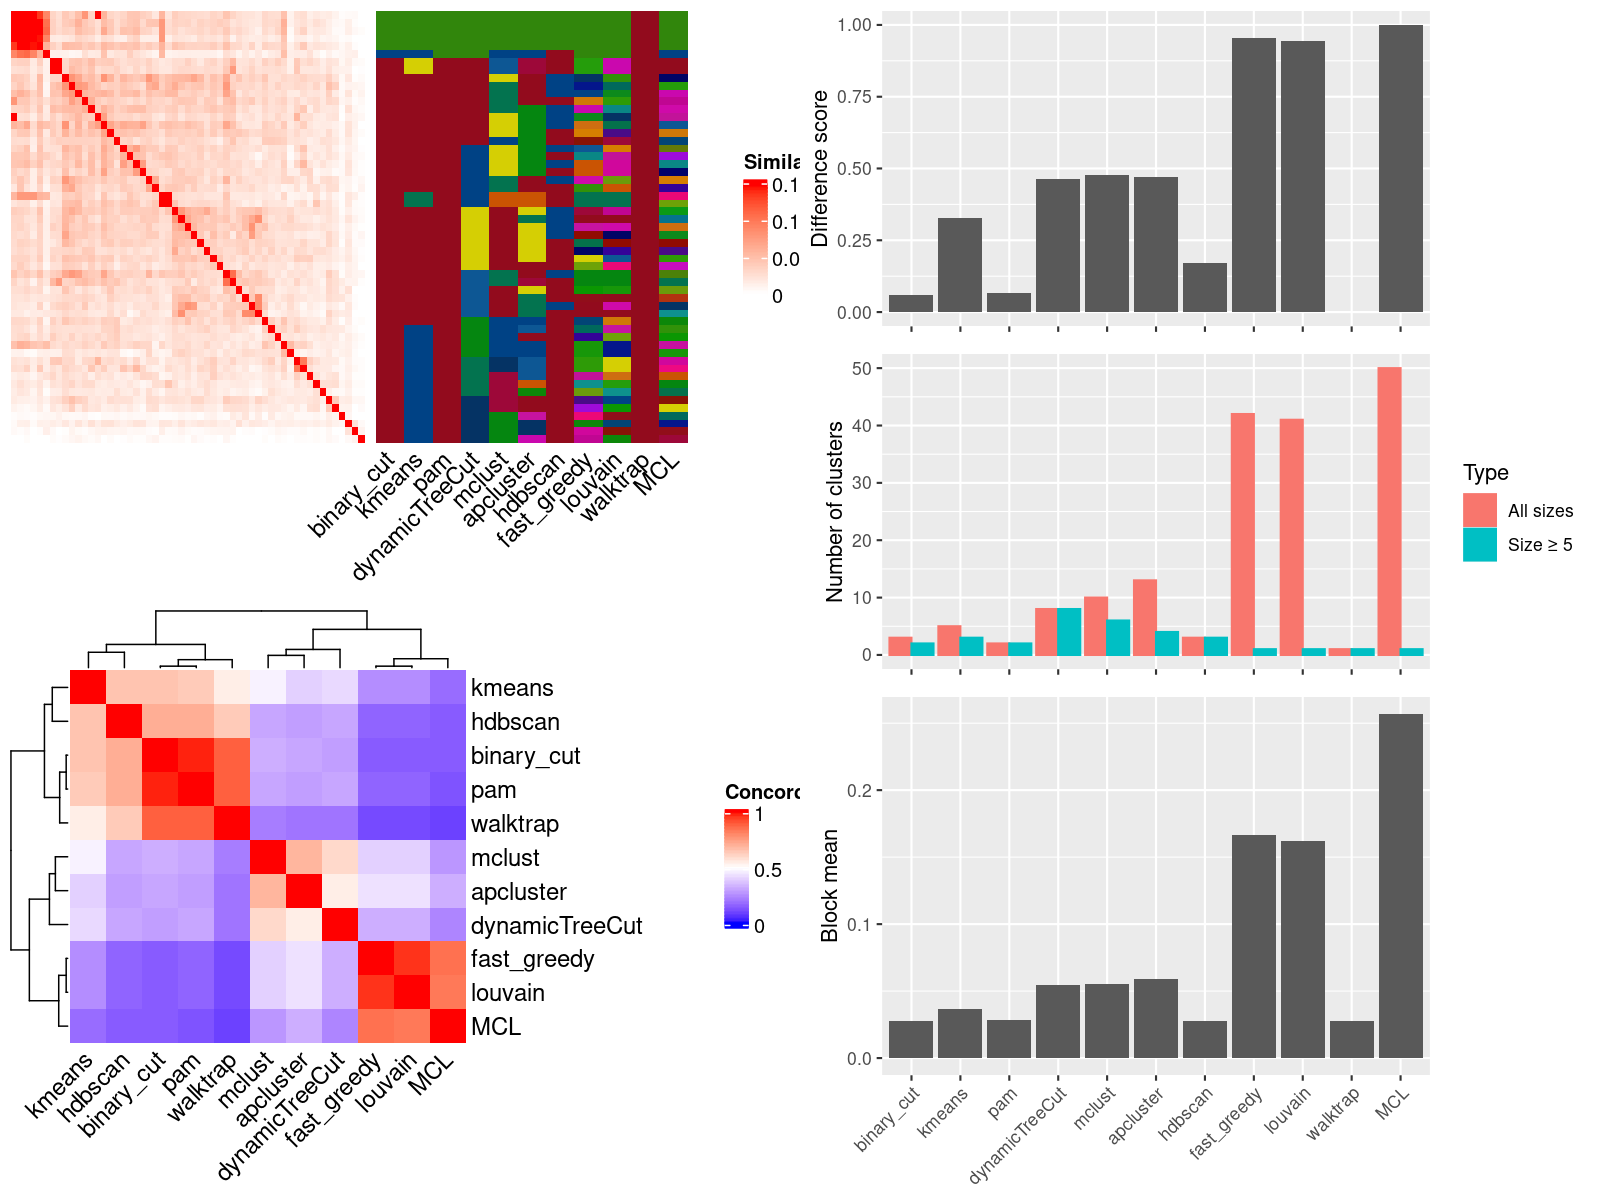 Simila
0.1
0.1
0.0
0
binary_cut
kmeans
pam
dynamicTreeCut
mclust
apcluster
hdbscan
fast_greedy
louvain
walktrap
MCL
kmeans
hdbscan
binary_cut
pam
walktrap
mclust
apcluster
dynamicTreeCut
fast_greedy
louvain
MCL
kmeans
hdbscan
binary_cut
pam
walktrap
mclust
apcluster
dynamicTreeCut
fast_greedy
louvain
MCL
Concord
1
0.5
0
Difference score
1.00
0.75
0.50
0.25
0.00
Number of clusters
50
40
30
20
10
0
Type
All sizes
Size ≥ 5
Block mean
0.2
0.1
0.0
binary_cut
kmeans
pam
dynamicTreeCut
mclust
apcluster
hdbscan
fast_greedy
louvain
walktrap
MCL